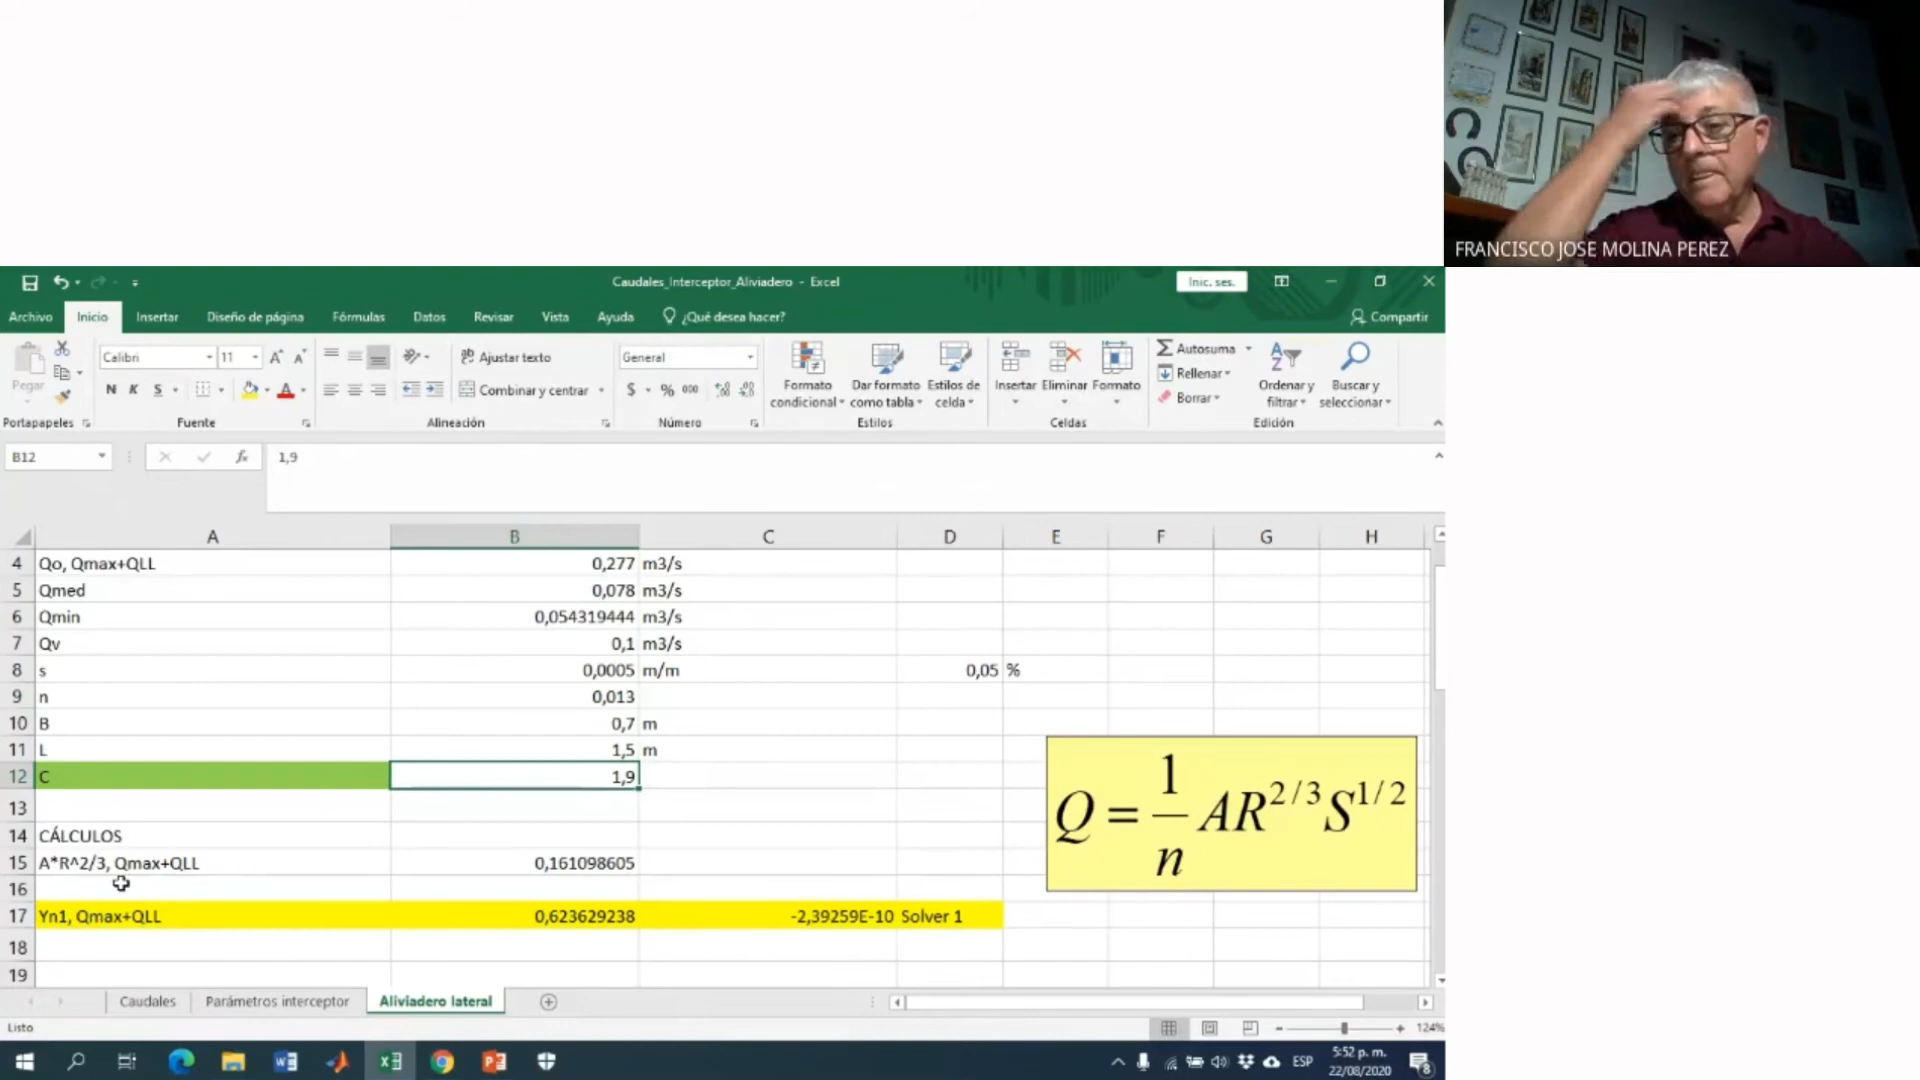 FRANCISCO JOSE MOLINA PEREZ
Caudales_Interceptor_Aliviadero - Excel
Inic. ses.
Archivo Inicio Insertar Diseño de página Fórmulas Datos Revisar Vista Ayuda ¿Qué desea hacer? Compartir
Pegar
Calibri 11
N K S
Ajustar texto
Combinar y centrar
General
$ % 000
Formato condicional
Dar formato como tabla
Estilos de celda
Insertar Eliminar Formato
Autosuma
Rellenar
Borrar
Ordenar y filtrar
Buscar y seleccionar
Portapapeles Fuente Alineación Número Estilos Celdas Edición
B12 fx 1,9
A B C D E F G H
4 Qo, Qmax+QLL 0,277 m3/s
5 Qmed 0,078 m3/s
6 Qmin 0,054319444 m3/s
7 Qv 0,1 m3/s
8 s 0,0005 m/m 0,05 %
9 n 0,013
10 B 0,7 m
11 L 1,5 m
12 C 1,9
13
14 CÁLCULOS
15 A*R^2/3, Qmax+QLL 0,161098605
16
17 Yn1, Qmax+QLL 0,623629238 -2,39259E-10 Solver 1
18
19
Q = 1/n AR^2/3 S^1/2
Caudales Parámetros interceptor Aliviadero lateral
Listo
124%
ESP
5:52 p. m.
22/08/2020
8